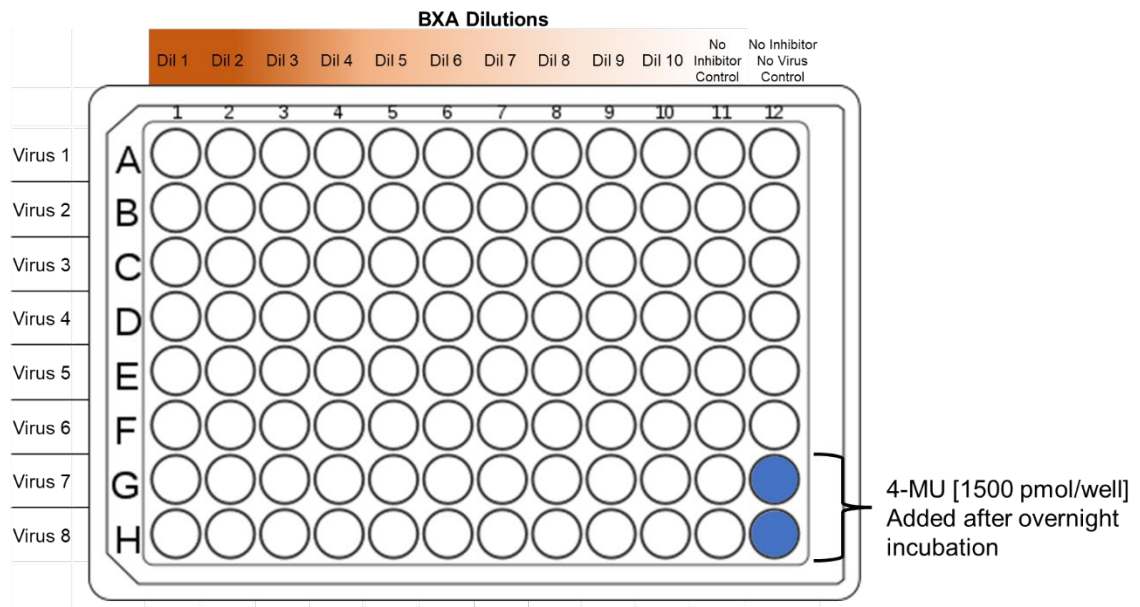 BXA Dilutions
Dil 1 Dil 2 Dil 3 Dil 4 Dil 5 Dil 6 Dil 7 Dil 8 Dil 9 Dil 10
No
Inhibitor
Control
No Inhibitor
No Virus
Control
1 2 3 4 5 6 7 8 9 10 11 12
Virus 1 A
Virus 2 B
Virus 3 C
Virus 4 D
Virus 5 E
Virus 6 F
Virus 7 G
Virus 8 H
4-MU [1500 pmol/well]
Added after overnight
incubation